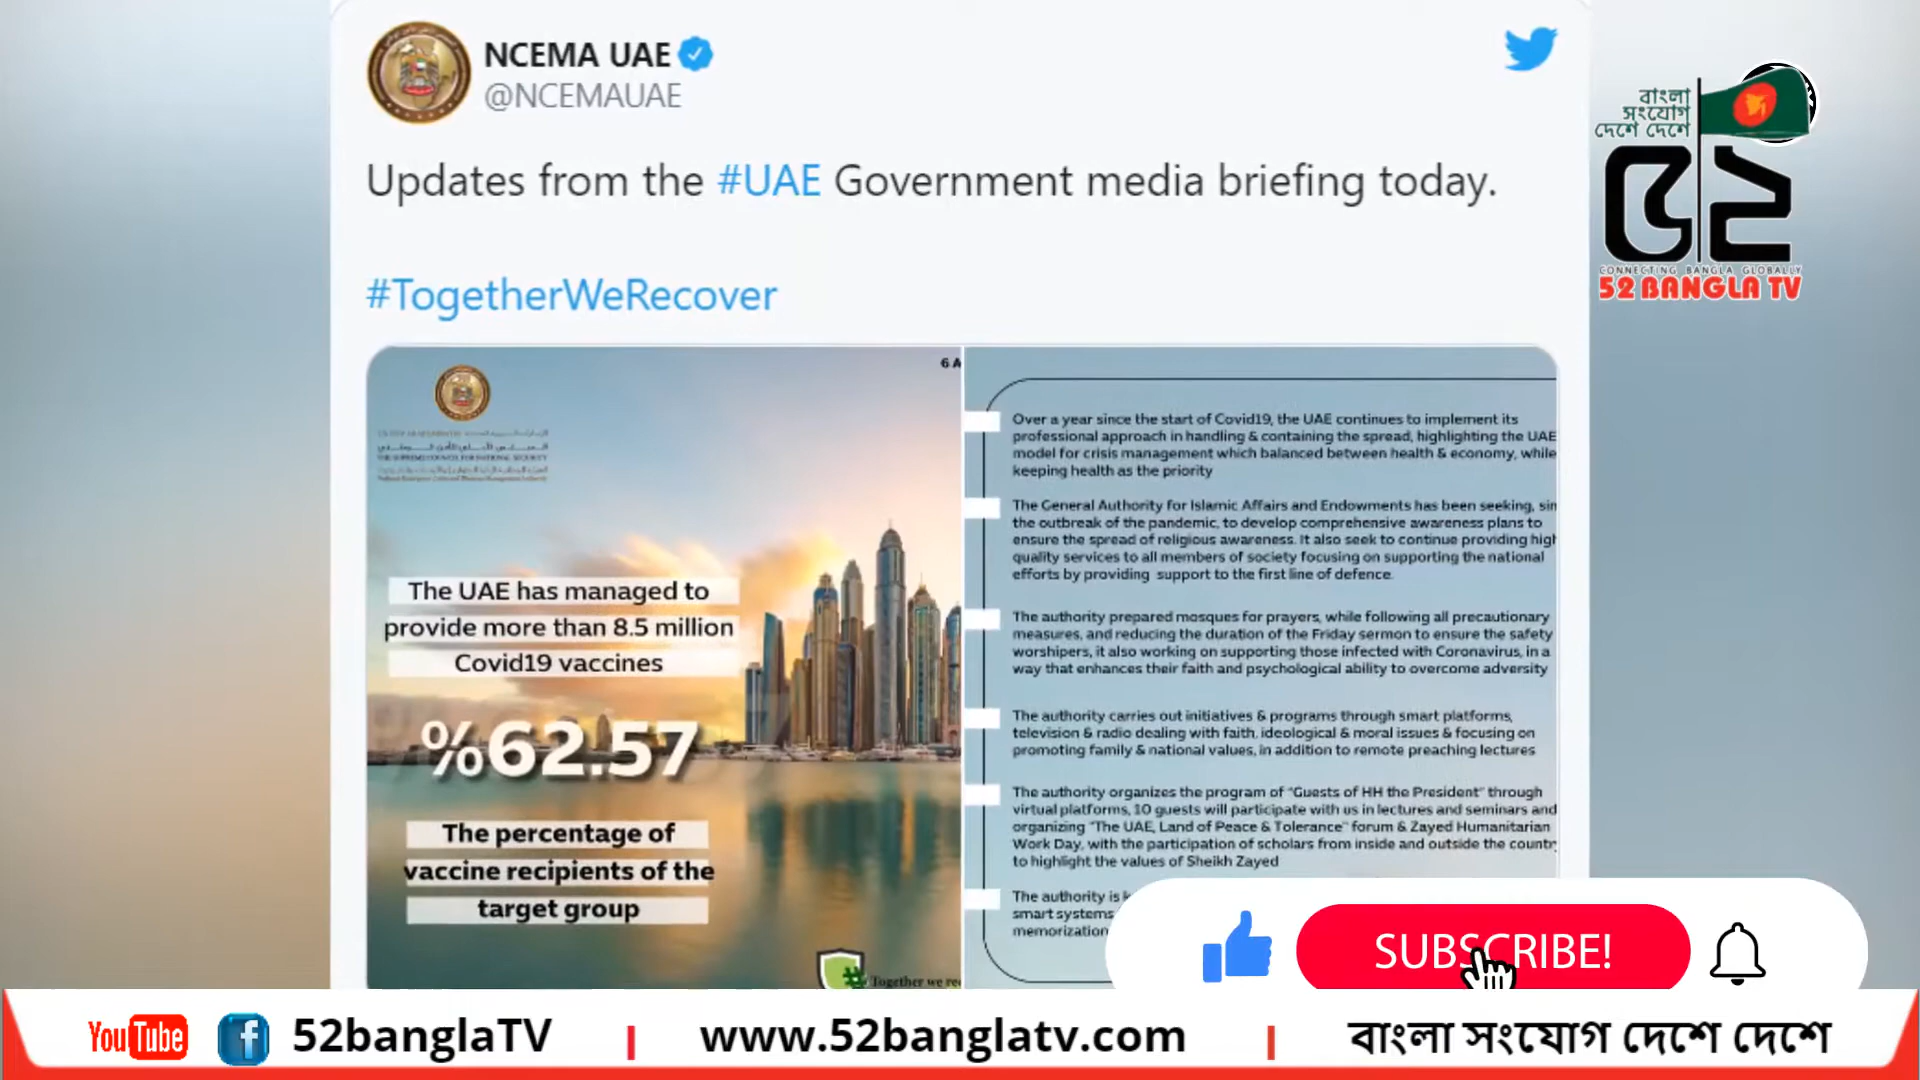 NCEMA UAE
@NCEMAUAE
Updates from the #UAE Government media briefing today.
#TogetherWeRecover
THE SUPREME COUNCIL FOR NATIONAL SECURITY
The UAE has managed to
provide more than 8.5 million
Covid19 vaccines
%62.57
The percentage of
vaccine recipients of the
target group
# Together we rec
6 A
Over a year since the start of Covid19, the UAE continues to implement its
professional approach in handling & containing the spread, highlighting the UAE
model for crisis management which balanced between health & economy, while
keeping health as the priority
The General Authority for Islamic Affairs and Endowments has been seeking, sin
the outbreak of the pandemic, to develop comprehensive awareness plans to
ensure the spread of religious awareness. It also seek to continue providing high
quality services to all members of society focusing on supporting the national
efforts by providing support to the first line of defence.
The authority prepared mosques for prayers, while following all precautionary
measures, and reducing the duration of the Friday sermon to ensure the safety
worshipers, it also working on supporting those infected with Coronavirus, in a
way that enhances their faith and psychological ability to overcome adversity
The authority carries out initiatives & programs through smart platforms,
television & radio dealing with faith, ideological & moral issues & focusing on
promoting family & national values, in addition to remote preaching lectures
The authority organizes the program of "Guests of HH the President" through
virtual platforms, 10 guests will participate with us in lectures and seminars and
organizing "The UAE, Land of Peace & Tolerance" forum & Zayed Humanitarian
Work Day, with the participation of scholars from inside and outside the country
to highlight the values of Sheikh Zayed
The authority is k
smart systems
memorization
বাংলা
সংযোগ
দেশে দেশে
৫২
CONNECTING BANGLA GLOBALLY
52 BANGLA TV
SUBSCRIBE!
YouTube 52banglaTV | www.52banglatv.com | বাংলা সংযোগ দেশে দেশে